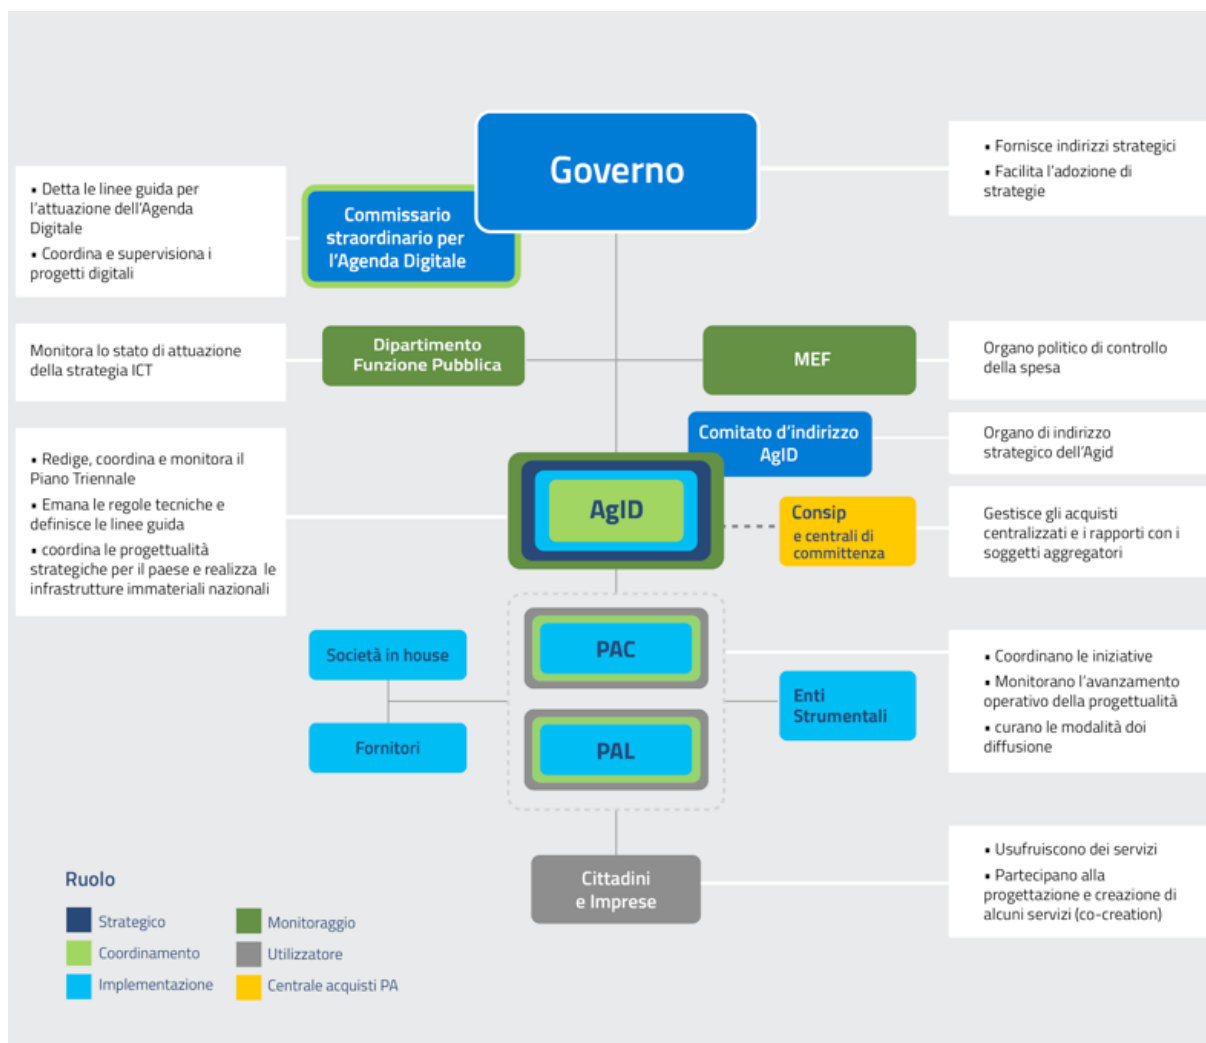 Governo
▪ Fornisce indirizzi strategici
▪ Facilita l'adozione di
strategie
▪ Detta le linee guida per
l'attuazione dell'Agenda
Digitale
▪ Coordina e supervisiona i
progetti digitali
Commissario
straordinario per
l'Agenda Digitale
Monitora lo stato di attuazione
della strategia ICT
Dipartimento
Funzione Pubblica
MEF
Organo politico di controllo
della spesa
Comitato d'indirizzo
AgID
Organo di indirizzo
strategico dell'Agid
▪ Redige, coordina e monitora il
Piano Triennale
▪ Emana le regole tecniche e
definisce le linee guida
▪ coordina le progettualità
strategiche per il paese e realizza le
infrastrutture immateriali nazionali
AgID
Consip
e centrali di
committenza
Gestisce gli acquisti
centralizzati e i rapporti con i
soggetti aggregatori
Società in house
Fornitori
PAC
PAL
Enti
Strumentali
▪ Coordinano le iniziative
▪ Monitorano l'avanzamento
operativo della progettualità
▪ curano le modalità doi
diffusione
Cittadini
e Imprese
▪ Usufruiscono dei servizi
▪ Partecipano alla
progettazione e creazione di
alcuni servizi (co-creation)
Ruolo
Strategico
Coordinamento
Implementazione
Monitoraggio
Utilizzatore
Centrale acquisti PA